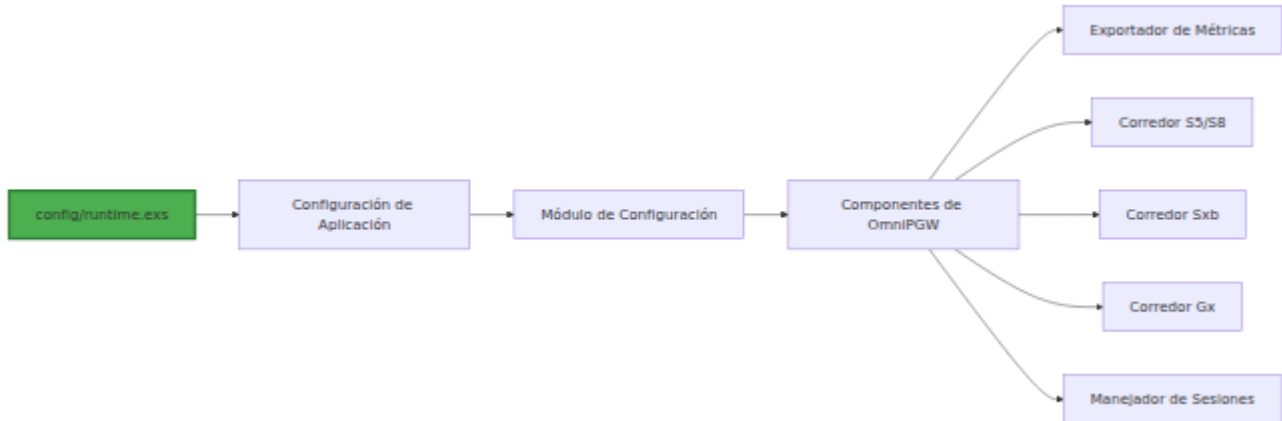 config/runtime.exs
Configuración de
Aplicación
Módulo de Configuración
Componentes de
OmniPGW
Exportador de Métricas
Corredor S5/S8
Corredor Sxb
Corredor Gx
Manejador de Sesiones